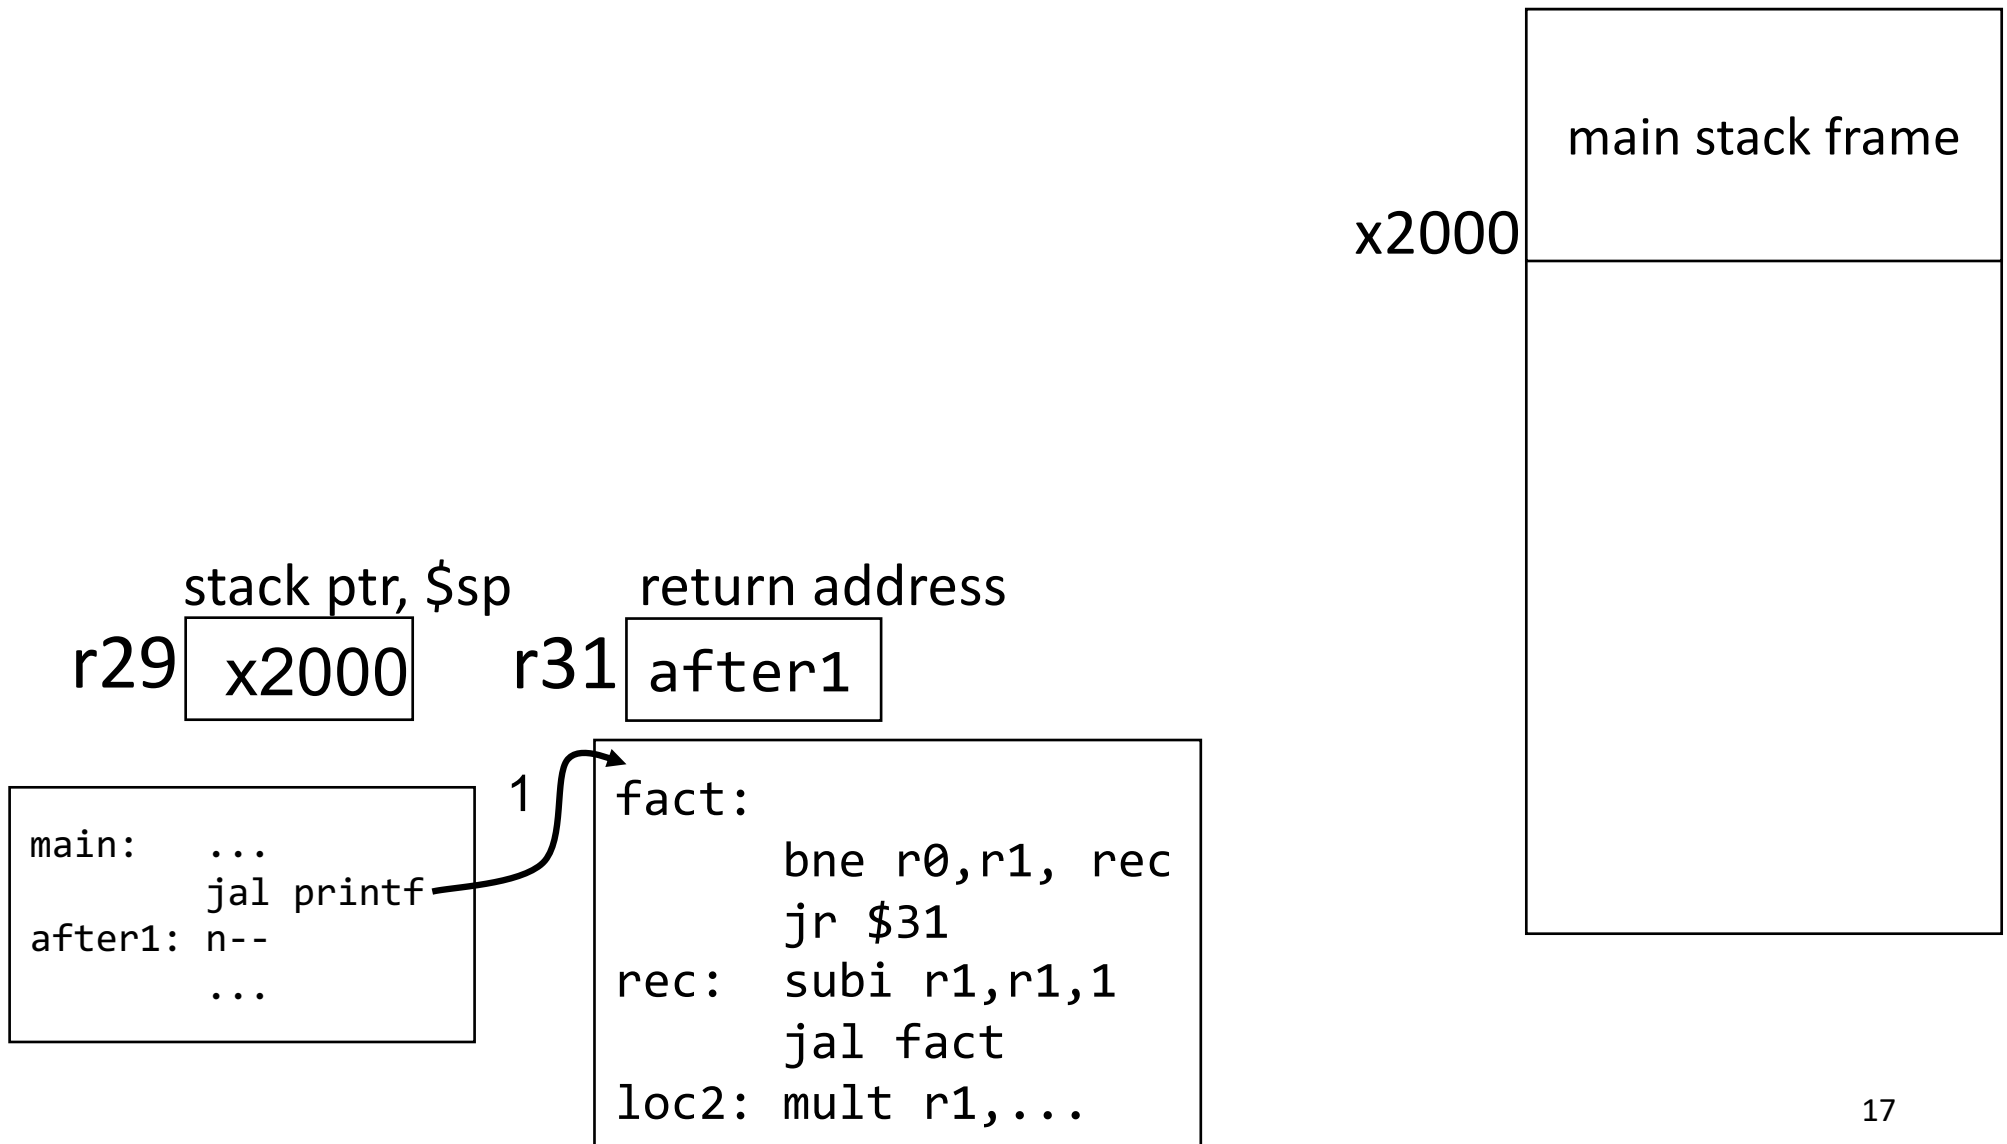 main stack frame
x2000
stack ptr, $sp
return address
r29
x2000
r31
after1
1
main:   ...
        jal printf
after1: n--
        ...
fact:
      bne r0,r1, rec
      jr $31
rec:  subi r1,r1,1
      jal fact
loc2: mult r1,...
17